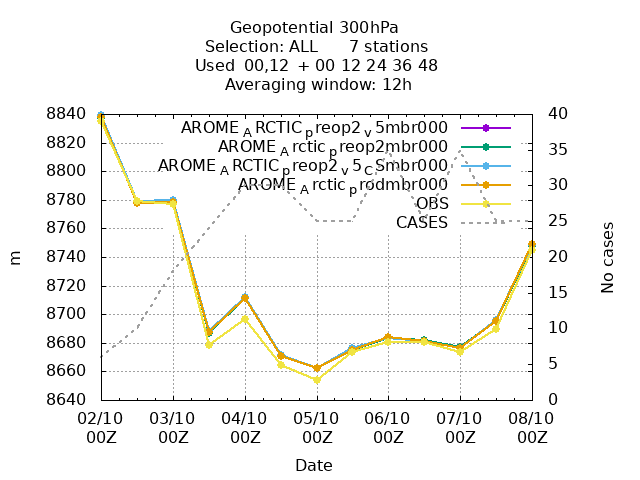 Geopotential 300hPa
Selection: ALL 7 stations
Used 00,12 + 00 12 24 36 48
Averaging window: 12h
8840
8820
8800
8780
8760
8740
8720
8700
8680
8660
8640
m
AROME_ARCTIC_preop2_v5mbr000
AROME_Arctic_preop2mbr000
AROME_ARCTIC_preop2_v5_CSmbr000
AROME_Arctic_prodmbr000
OBS
CASES
40
35
30
25
20
15
10
5
0
No cases
02/10 03/10 04/10 05/10 06/10 07/10 08/10
00Z 00Z 00Z 00Z 00Z 00Z 00Z
Date